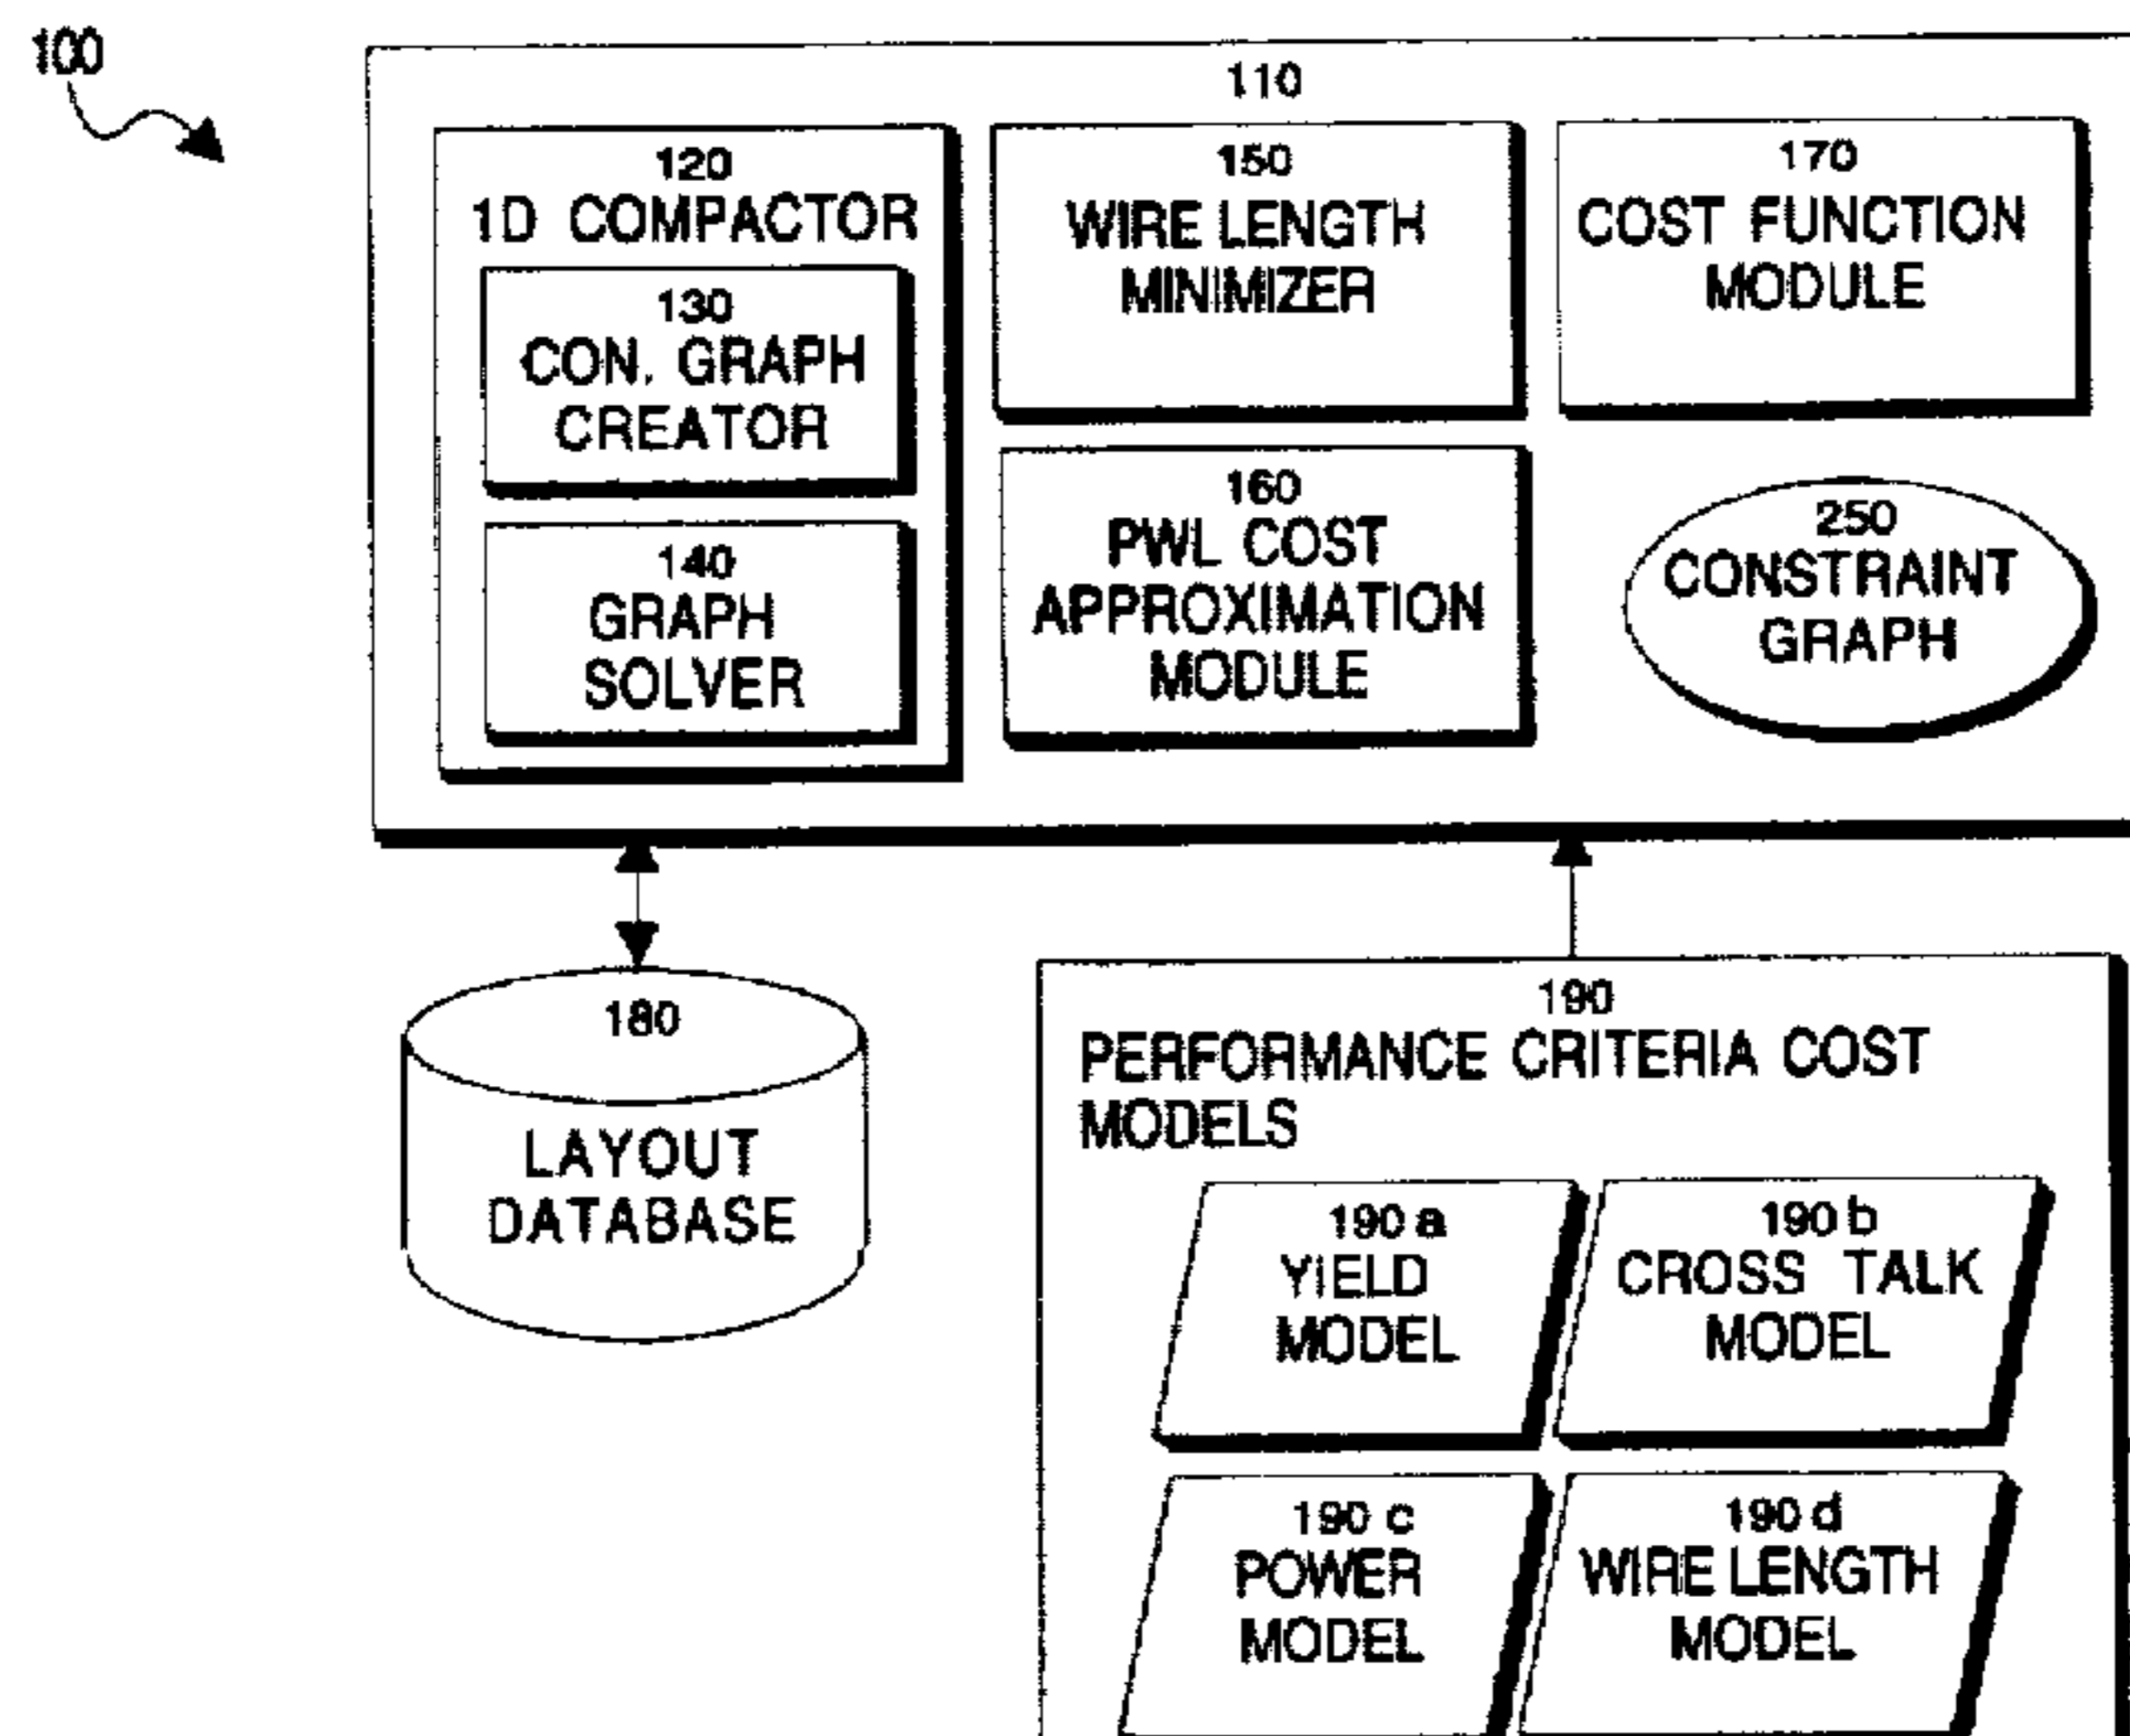 100
110
120
1D COMPACTOR
130
CON. GRAPH
CREATOR
140
GRAPH
SOLVER
150
WIRE LENGTH
MINIMIZER
160
PWL COST
APPROXIMATION
MODULE
170
COST FUNCTION
MODULE
250
CONSTRAINT
GRAPH
180
LAYOUT
DATABASE
190
PERFORMANCE CRITERIA COST
MODELS
190 a
YIELD
MODEL
190 b
CROSS TALK
MODEL
190 c
POWER
MODEL
190 d
WIRE LENGTH
MODEL